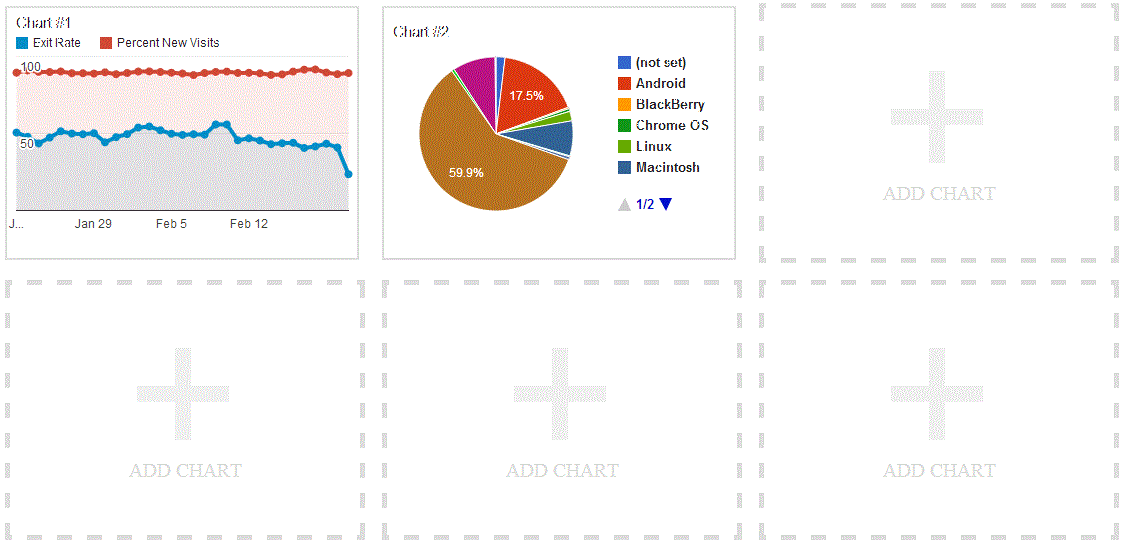 Chart #1
Exit Rate Percent New Visits
100
50
J... Jan 29 Feb 5 Feb 12
Chart #2
17.5%
59.9%
(not set)
Android
BlackBerry
Chrome OS
Linux
Macintosh
1/2
ADD CHART
ADD CHART
ADD CHART
ADD CHART